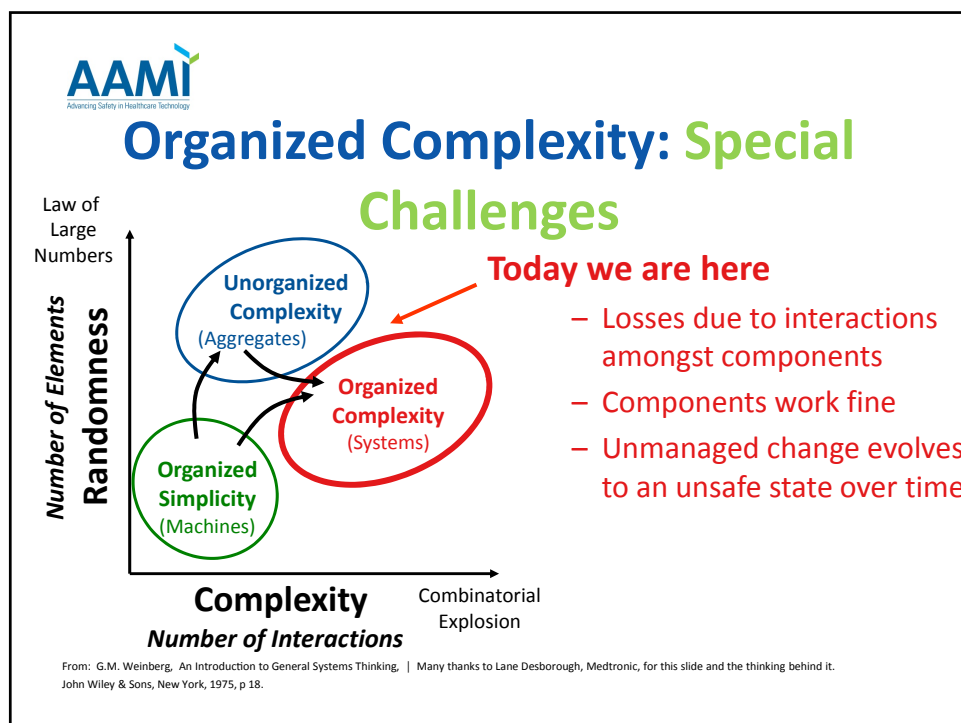 AAMI
Advancing Safety in Healthcare Technology
Organized Complexity: Special
Challenges
Law of
Large
Numbers
Number of Elements
Randomness
Unorganized
Complexity
(Aggregates)
Organized
Complexity
(Systems)
Organized
Simplicity
(Machines)
Today we are here
– Losses due to interactions
amongst components
– Components work fine
– Unmanaged change evolves
to an unsafe state over time
Complexity
Number of Interactions
Combinatorial
Explosion
From: G.M. Weinberg, An Introduction to General Systems Thinking, | Many thanks to Lane Desborough, Medtronic, for this slide and the thinking behind it.
John Wiley & Sons, New York, 1975, p 18.